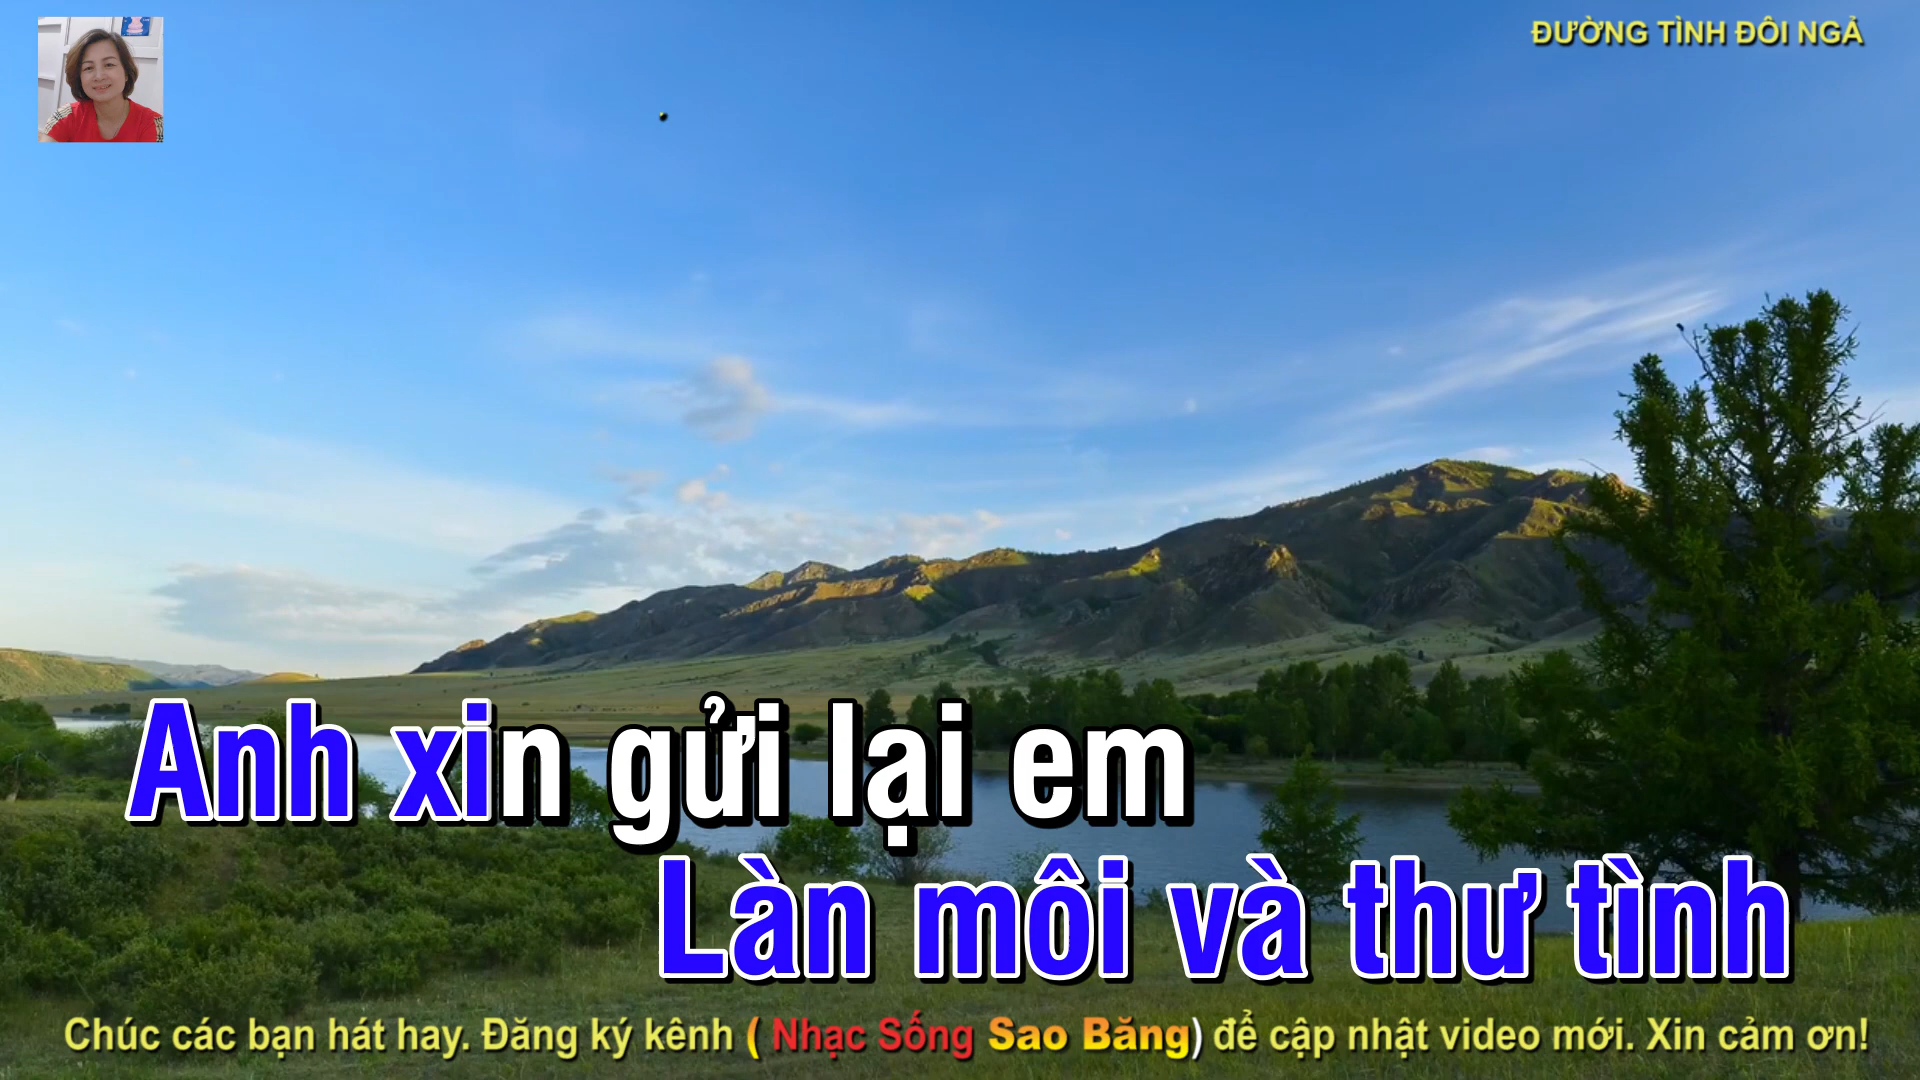 ĐƯỜNG TÌNH ĐÔI NGẢ
Anh xin gửi lại em
Làn môi và thư tình
Chúc các bạn hát hay. Đăng ký kênh ( Nhạc Sống Sao Băng) để cập nhật video mới. Xin cảm ơn!